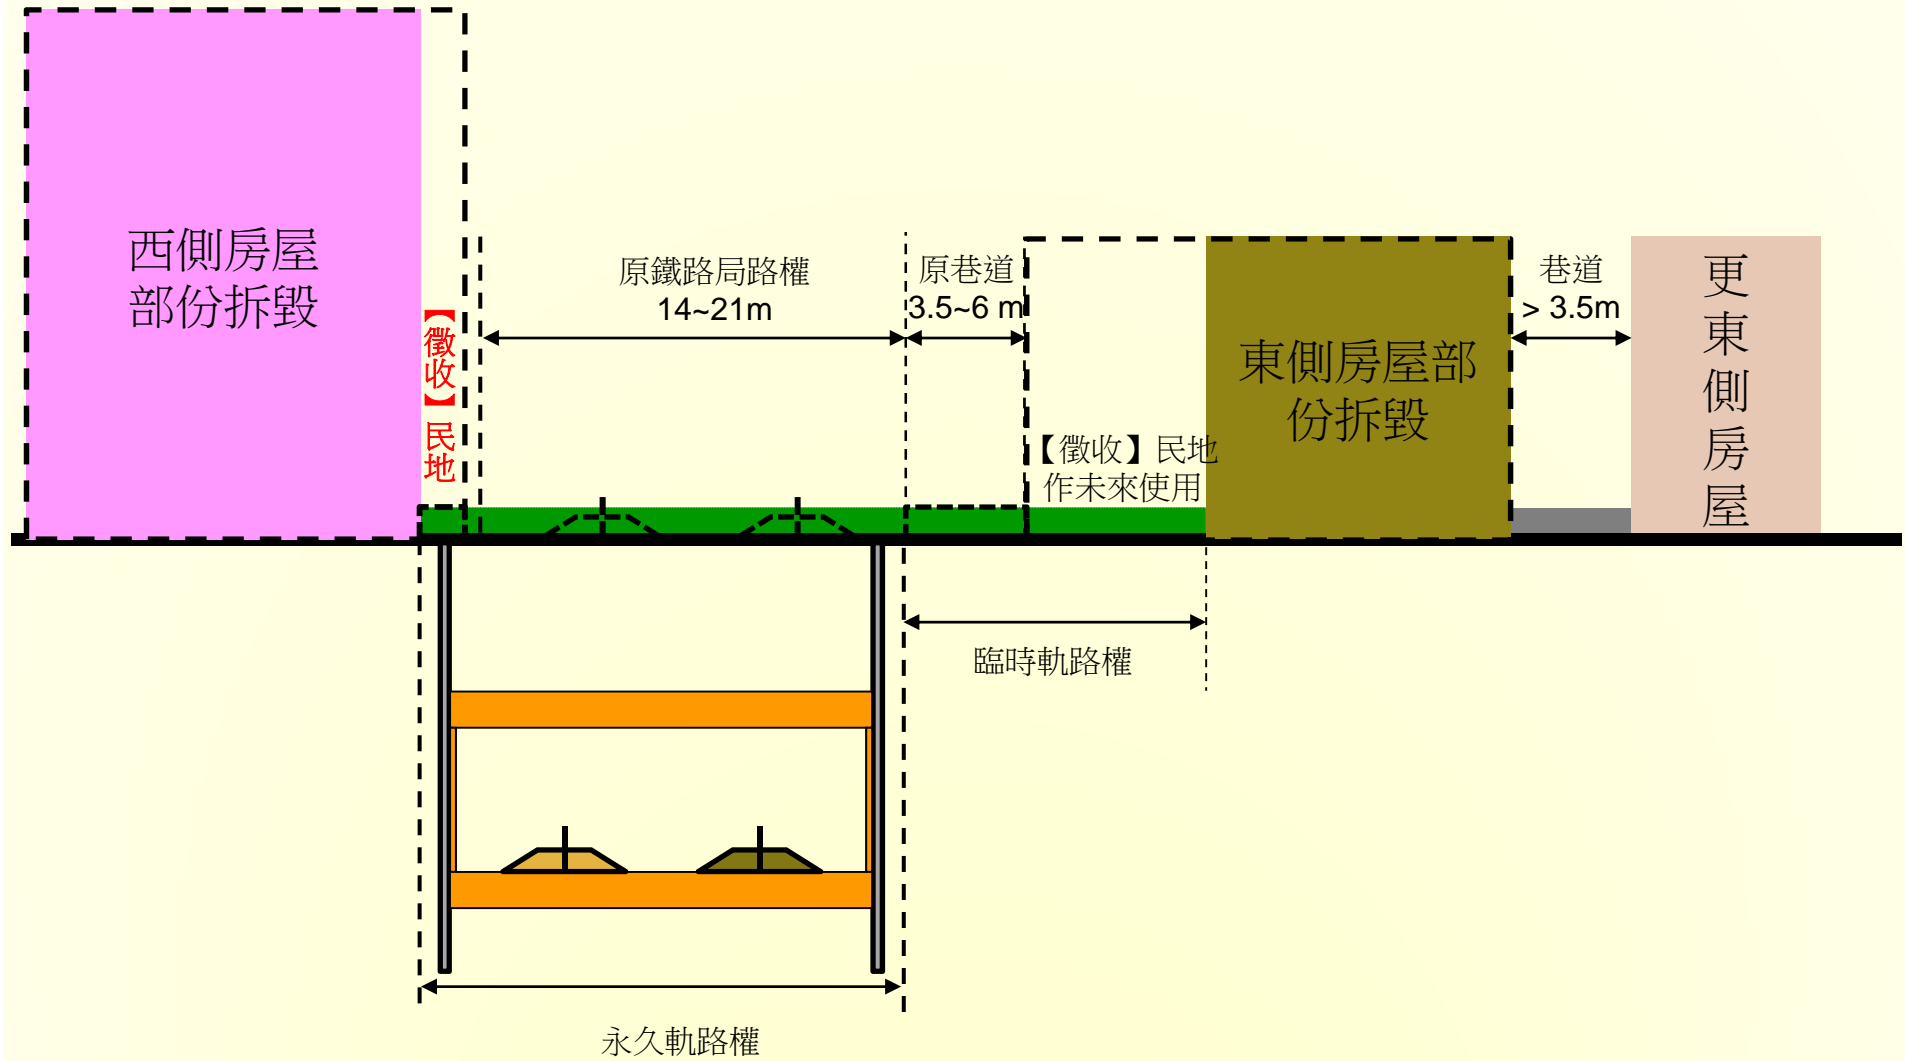 西側房屋
部份拆毀
【徵收】民地
原鐵路局路權
14~21m
原巷道
3.5~6 m
【徵收】民地
作未來使用
東側房屋部
份拆毀
巷道
> 3.5m
更東側房屋
臨時軌路權
永久軌路權